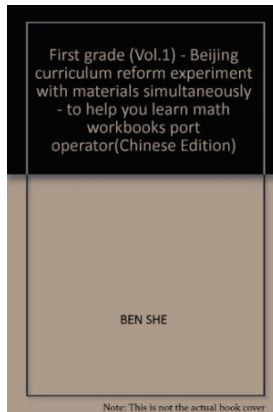 First grade (Vol.1) - Beijing
curriculum reform experiment
with materials simultaneously
- to help you learn math
workbooks port
operator(Chinese Edition)
BEN SHE
Note: This is not the actual book cover